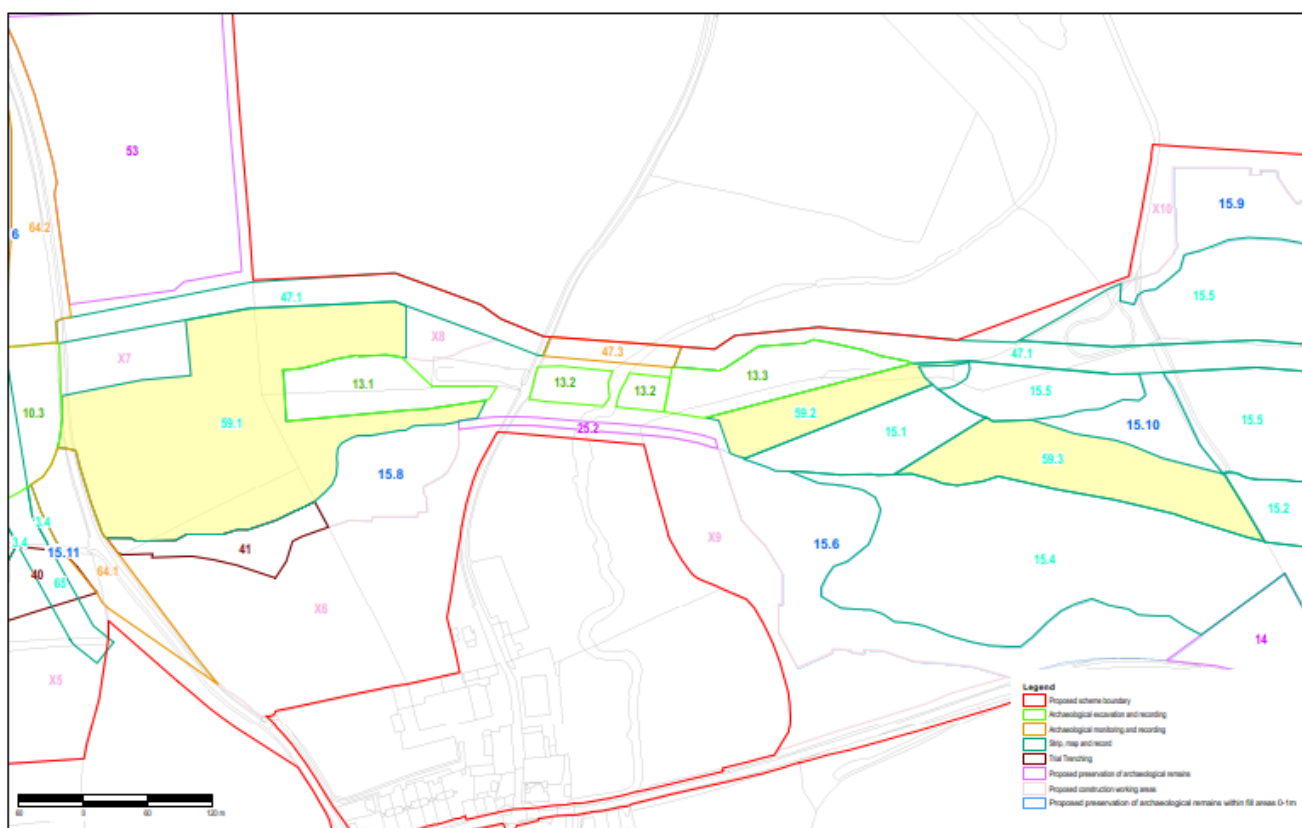 53
X10
15.9
64.2
6
15.5
47.1
X8
47.3
47.1
X7
13.1
13.2
13.2
13.3
15.5
10.3
59.1
59.2
15.10
15.5
25.2
15.1
59.3
15.8
15.2
3.4
3.4
15.11
41
X9
15.6
15.4
64.1
40
65
X6
14
X5
Legend
Proposed scheme boundary
Archaeological excavation and recording
Archaeological monitoring and recording
Strip, map and record
Trial Trenching
Proposed preservation of archaeological remains
Proposed construction working areas
Proposed preservation of archaeological remains within fill areas 0-1m
60 0 60 120 m